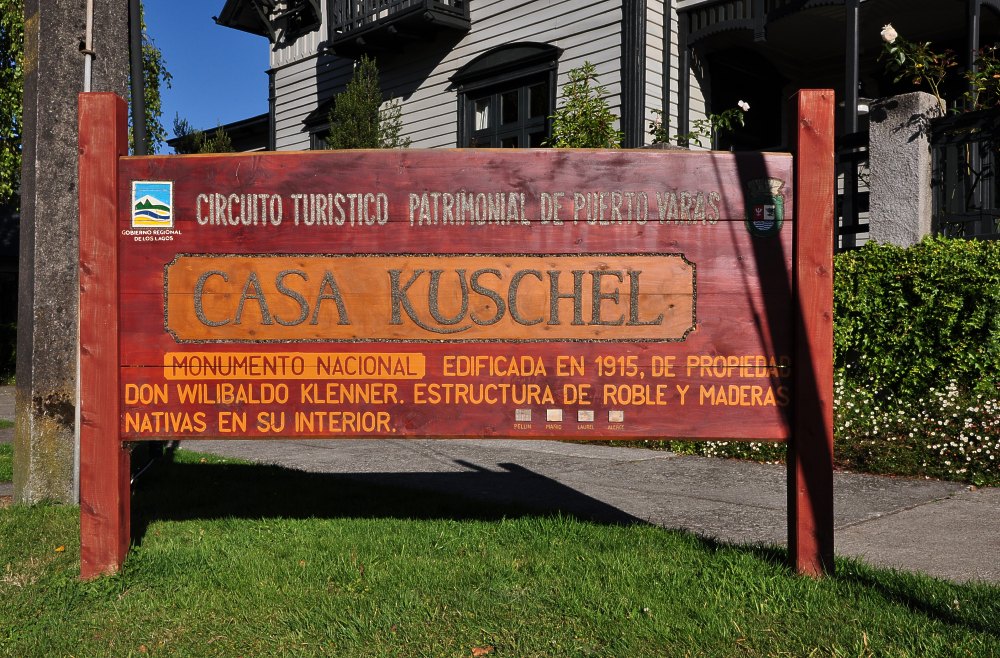 CIRCUITO TURISTICO PATRIMONIAL DE PUERTO VARAS
GOBIERNO REGIONAL
DE LOS LAGOS
CASA KUSCHEL
MONUMENTO NACIONAL EDIFICADA EN 1915, DE PROPIEDAD
DON WILIBALDO KLENNER. ESTRUCTURA DE ROBLE Y MADERAS
NATIVAS EN SU INTERIOR.
PELLIN MAÑIO LAUREL ALERCE